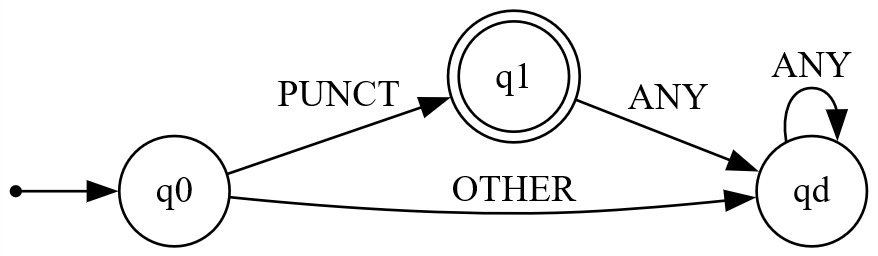 q0
PUNCT
q1
ANY
OTHER
ANY
qd